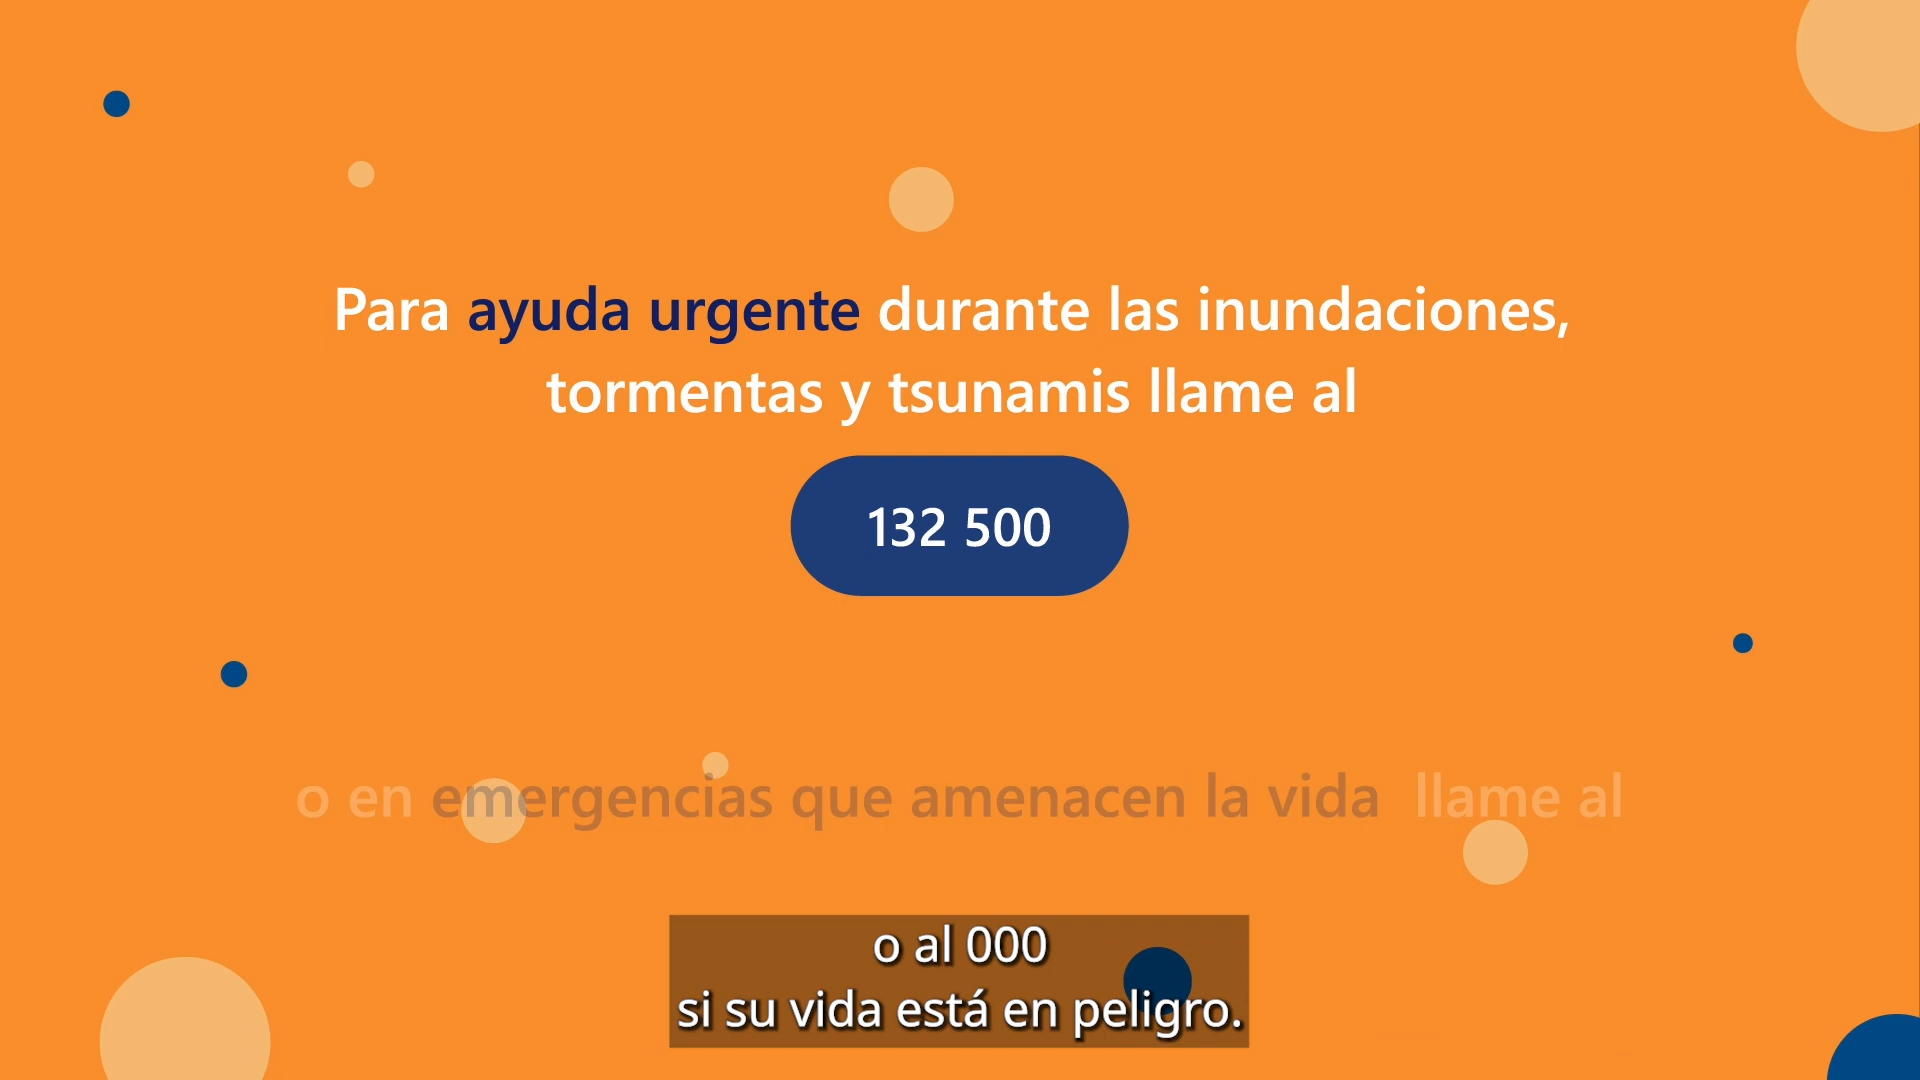 Para ayuda urgente durante las inundaciones,
tormentas y tsunamis llame al
132 500
o en emergencias que amenacen la vida llame al
o al 000
si su vida está en peligro.